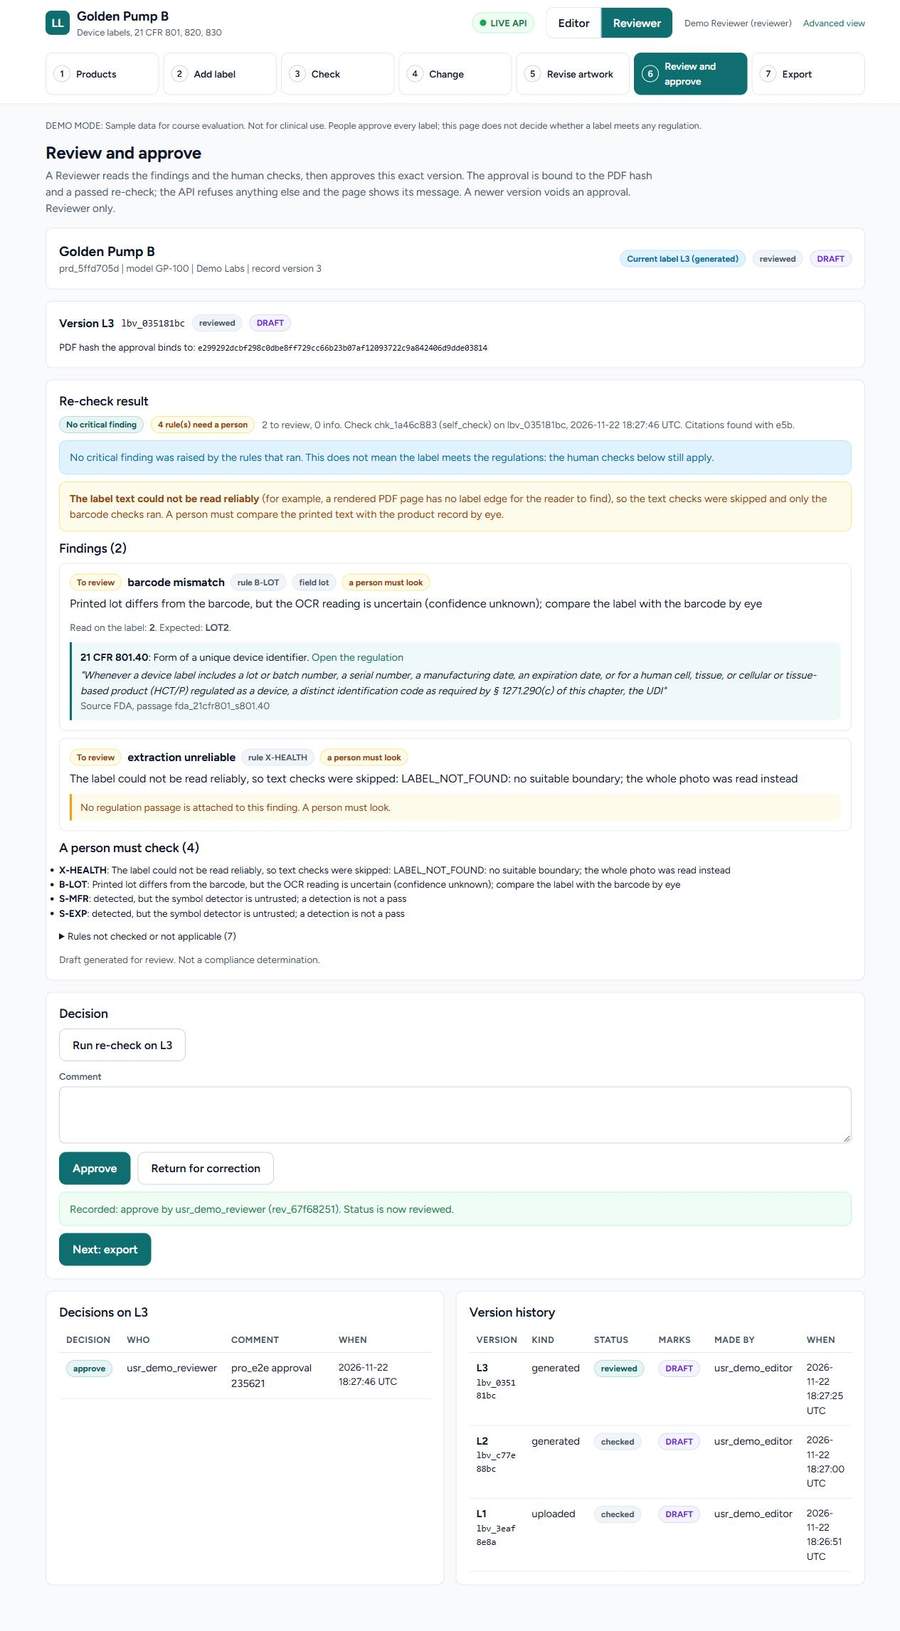 LL
Golden Pump B
Device labels, 21 CFR 801, 820, 830
LIVE API
Editor
Reviewer
Demo Reviewer (reviewer)
Advanced view
1 Products
2 Add label
3 Check
4 Change
5 Revise artwork
6 Review and
approve
7 Export
DEMO MODE: Sample data for course evaluation. Not for clinical use. People approve every label; this page does not decide whether a label meets any regulation.
Review and approve
A Reviewer reads the findings and the human checks, then approves this exact version. The approval is bound to the PDF hash
and a passed re-check; the API refuses anything else and the page shows its message. A newer version voids an approval.
Reviewer only.
Golden Pump B
prd_5ffd705d | model GP-100 | Demo Labs | record version 3
Current label L3 (generated)
reviewed
DRAFT
Version L3 lbv_035181bc reviewed DRAFT
PDF hash the approval binds to: e299292dcbf298c0dbe8ff729cc66b23b07af12093722c9a842406d9dde03814
Re-check result
No critical finding 4 rule(s) need a person 2 to review, 0 info. Check chk_1a46c883 (self_check) on lbv_035181bc, 2026-11-22 18:27:46 UTC. Citations found with e5b.
No critical finding was raised by the rules that ran. This does not mean the label meets the regulations: the human checks below still apply.
The label text could not be read reliably (for example, a rendered PDF page has no label edge for the reader to find), so the text checks were skipped and only the
barcode checks ran. A person must compare the printed text with the product record by eye.
Findings (2)
To review barcode mismatch rule B-LOT field lot a person must look
Printed lot differs from the barcode, but the OCR reading is uncertain (confidence unknown); compare the label with the barcode by eye
Read on the label: 2. Expected: LOT2.
21 CFR 801.40: Form of a unique device identifier. Open the regulation
"Whenever a device label includes a lot or batch number, a serial number, a manufacturing date, an expiration date, or for a human cell, tissue, or cellular or tissue-
based product (HCT/P) regulated as a device, a distinct identification code as required by § 1271.290(c) of this chapter, the UDI"
Source FDA, passage fda_21cfr801_s801.40
To review extraction unreliable rule X-HEALTH a person must look
The label could not be read reliably, so text checks were skipped: LABEL_NOT_FOUND: no suitable boundary; the whole photo was read instead
No regulation passage is attached to this finding. A person must look.
A person must check (4)
• X-HEALTH: The label could not be read reliably, so text checks were skipped: LABEL_NOT_FOUND: no suitable boundary; the whole photo was read instead
• B-LOT: Printed lot differs from the barcode, but the OCR reading is uncertain (confidence unknown); compare the label with the barcode by eye
• S-MFR: detected, but the symbol detector is untrusted; a detection is not a pass
• S-EXP: detected, but the symbol detector is untrusted; a detection is not a pass
▶ Rules not checked or not applicable (7)
Draft generated for review. Not a compliance determination.
Decision
Run re-check on L3
Comment
Approve
Return for correction
Recorded: approve by usr_demo_reviewer (rev_67f68251). Status is now reviewed.
Next: export
Decisions on L3
DECISION WHO COMMENT WHEN
approve usr_demo_reviewer pro_e2e approval 2026-11-22
235621 18:27:46 UTC
Version history
VERSION KIND STATUS MARKS MADE BY WHEN
L3 generated reviewed DRAFT usr_demo_editor 2026-
lbv_0351 11-22
81bc 18:27:25
UTC
L2 generated checked DRAFT usr_demo_editor 2026-
lbv_c77e 11-22
88bc 18:27:00
UTC
L1 uploaded checked DRAFT usr_demo_editor 2026-
lbv_3eaf 11-22
8e8a 18:26:51
UTC